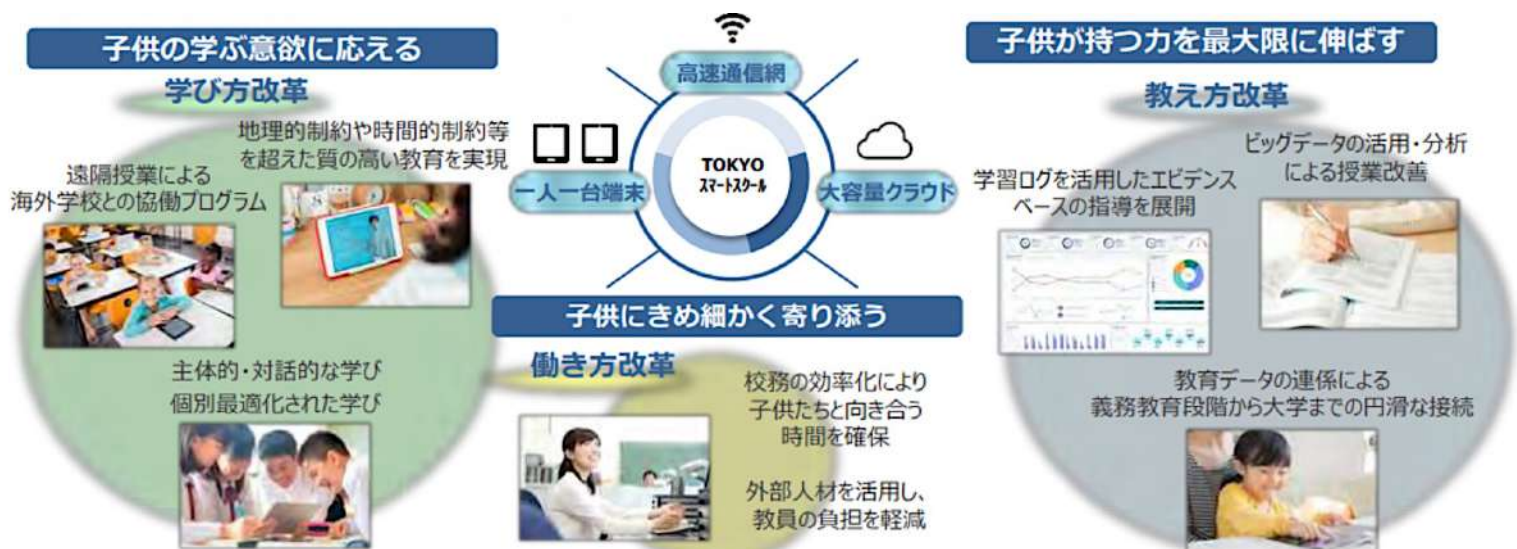 子供の学ぶ意欲に応える
学び方改革
地理的制約や時間的制約等
を超えた質の高い教育を実現
遠隔授業による
海外学校との協働プログラム
主体的・対話的な学び
個別最適化された学び
高速通信網
一人一台端末
TOKYO
スマートスクール
大容量クラウド
子供にきめ細かく寄り添う
働き方改革
校務の効率化により
子供たちと向き合う
時間を確保
外部人材を活用し、
教員の負担を軽減
子供が持つ力を最大限に伸ばす
教え方改革
ビッグデータの活用・分析
による授業改善
学習ログを活用したエビデンス
ベースの指導を展開
教育データの連係による
義務教育段階から大学までの円滑な接続